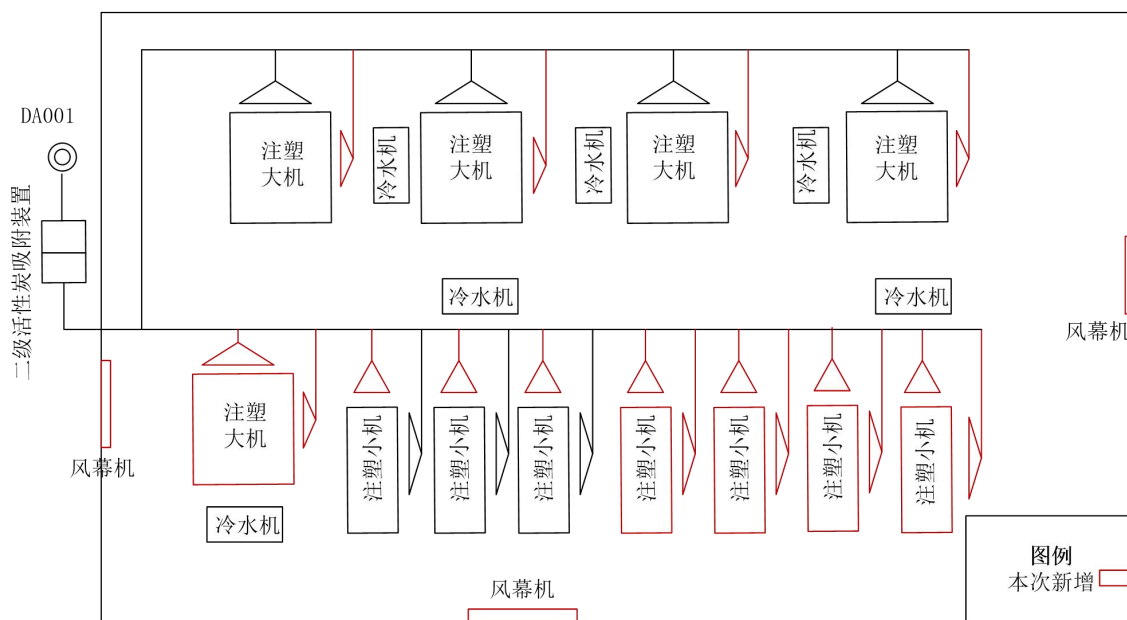 DA001
二级活性炭吸附装置
注塑
大机
冷水机
注塑
大机
冷水机
注塑
大机
冷水机
注塑
大机
冷水机
冷水机
风幕机
风幕机
注塑
大机
冷水机
注塑小机
注塑小机
注塑小机
注塑小机
注塑小机
注塑小机
注塑小机
风幕机
图例
本次新增